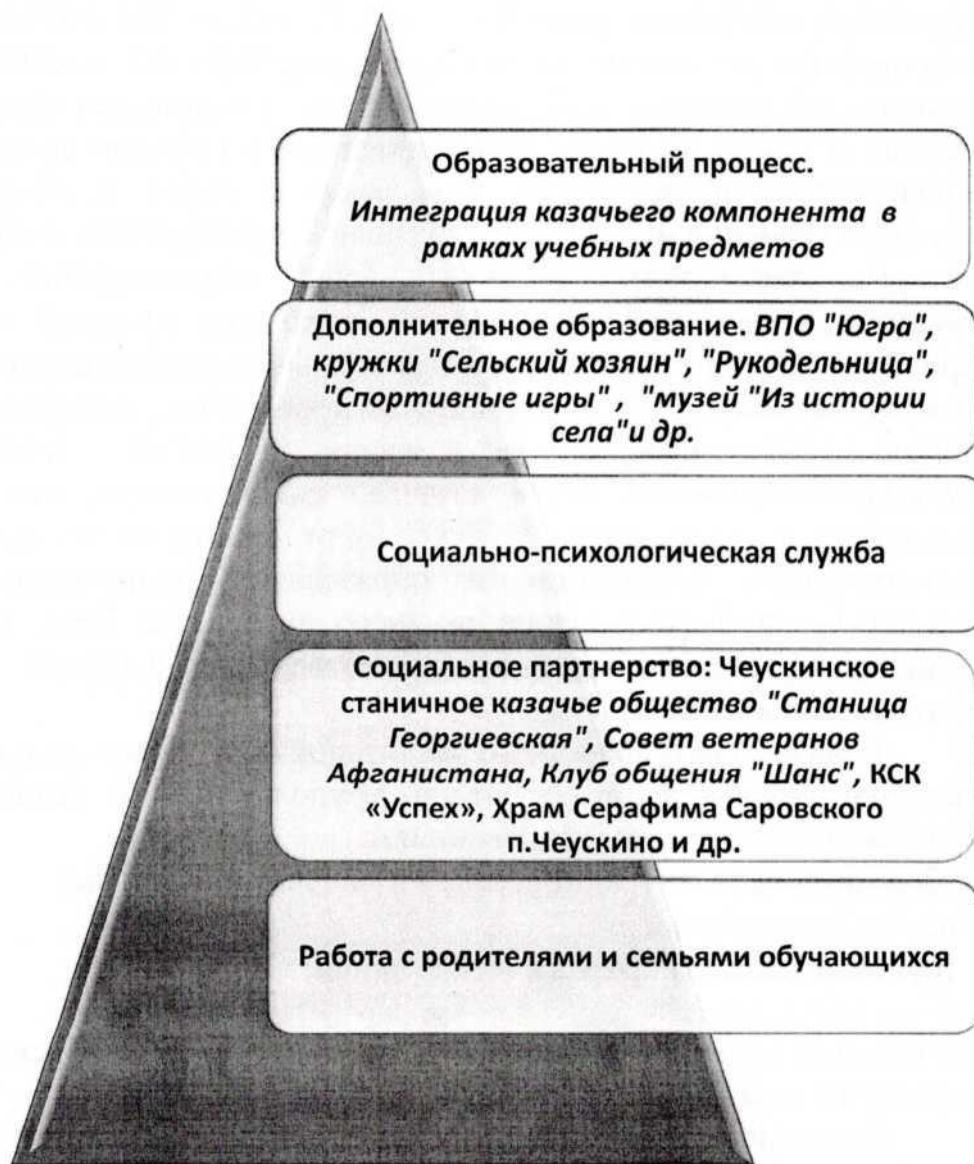 Образовательный процесс.
Интеграция казачьего компонента в
рамках учебных предметов
Дополнительное образование. ВПО "Югра",
кружки "Сельский хозяин", "Рукодельница",
"Спортивные игры" , "музей "Из истории
села"и др.
Социально-психологическая служба
Социальное партнерство: Чеускинское
станичное казачье общество "Станица
Георгиевская", Совет ветеранов
Афганистана, Клуб общения "Шанс", КСК
«Успех», Храм Серафима Саровского
п.Чеускино и др.
Работа с родителями и семьями обучающихся